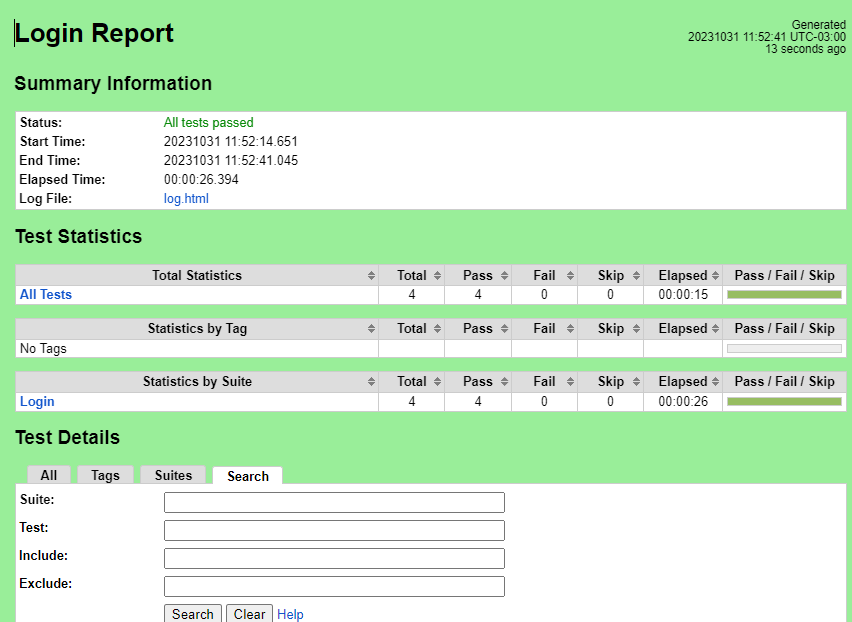 Login Report
Generated
20231031 11:52:41 UTC-03:00
13 seconds ago
Summary Information
Status: All tests passed
Start Time: 20231031 11:52:14.651
End Time: 20231031 11:52:41.045
Elapsed Time: 00:00:26.394
Log File: log.html
Test Statistics
Total Statistics Total Pass Fail Skip Elapsed Pass / Fail / Skip
All Tests 4 4 0 0 00:00:15
Statistics by Tag Total Pass Fail Skip Elapsed Pass / Fail / Skip
No Tags
Statistics by Suite Total Pass Fail Skip Elapsed Pass / Fail / Skip
Login 4 4 0 0 00:00:26
Test Details
All Tags Suites Search
Suite:
Test:
Include:
Exclude:
Search Clear Help